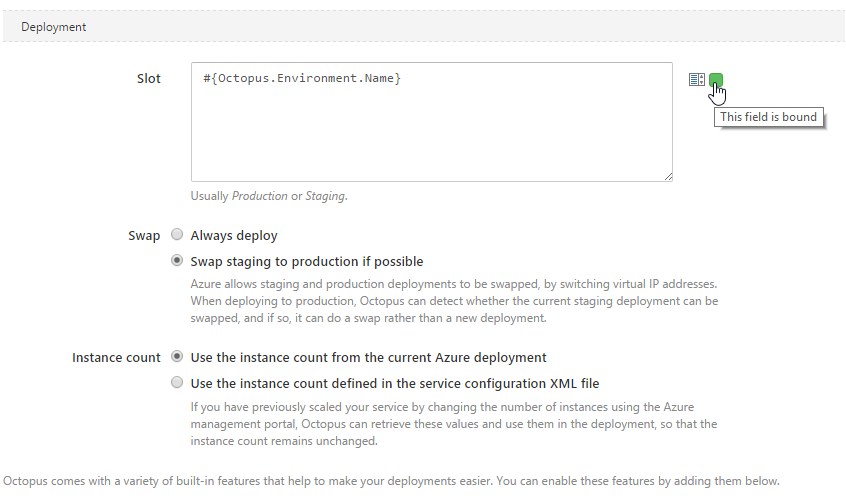 Deployment
Slot
#{Octopus.Environment.Name}
This field is bound
Usually Production or Staging.
Swap
Always deploy
Swap staging to production if possible
Azure allows staging and production deployments to be swapped, by switching virtual IP addresses.
When deploying to production, Octopus can detect whether the current staging deployment can be
swapped, and if so, it can do a swap rather than a new deployment.
Instance count
Use the instance count from the current Azure deployment
Use the instance count defined in the service configuration XML file
If you have previously scaled your service by changing the number of instances using the Azure
management portal, Octopus can retrieve these values and use them in the deployment, so that the
instance count remains unchanged.
Octopus comes with a variety of built-in features that help to make your deployments easier. You can enable these features by adding them below.